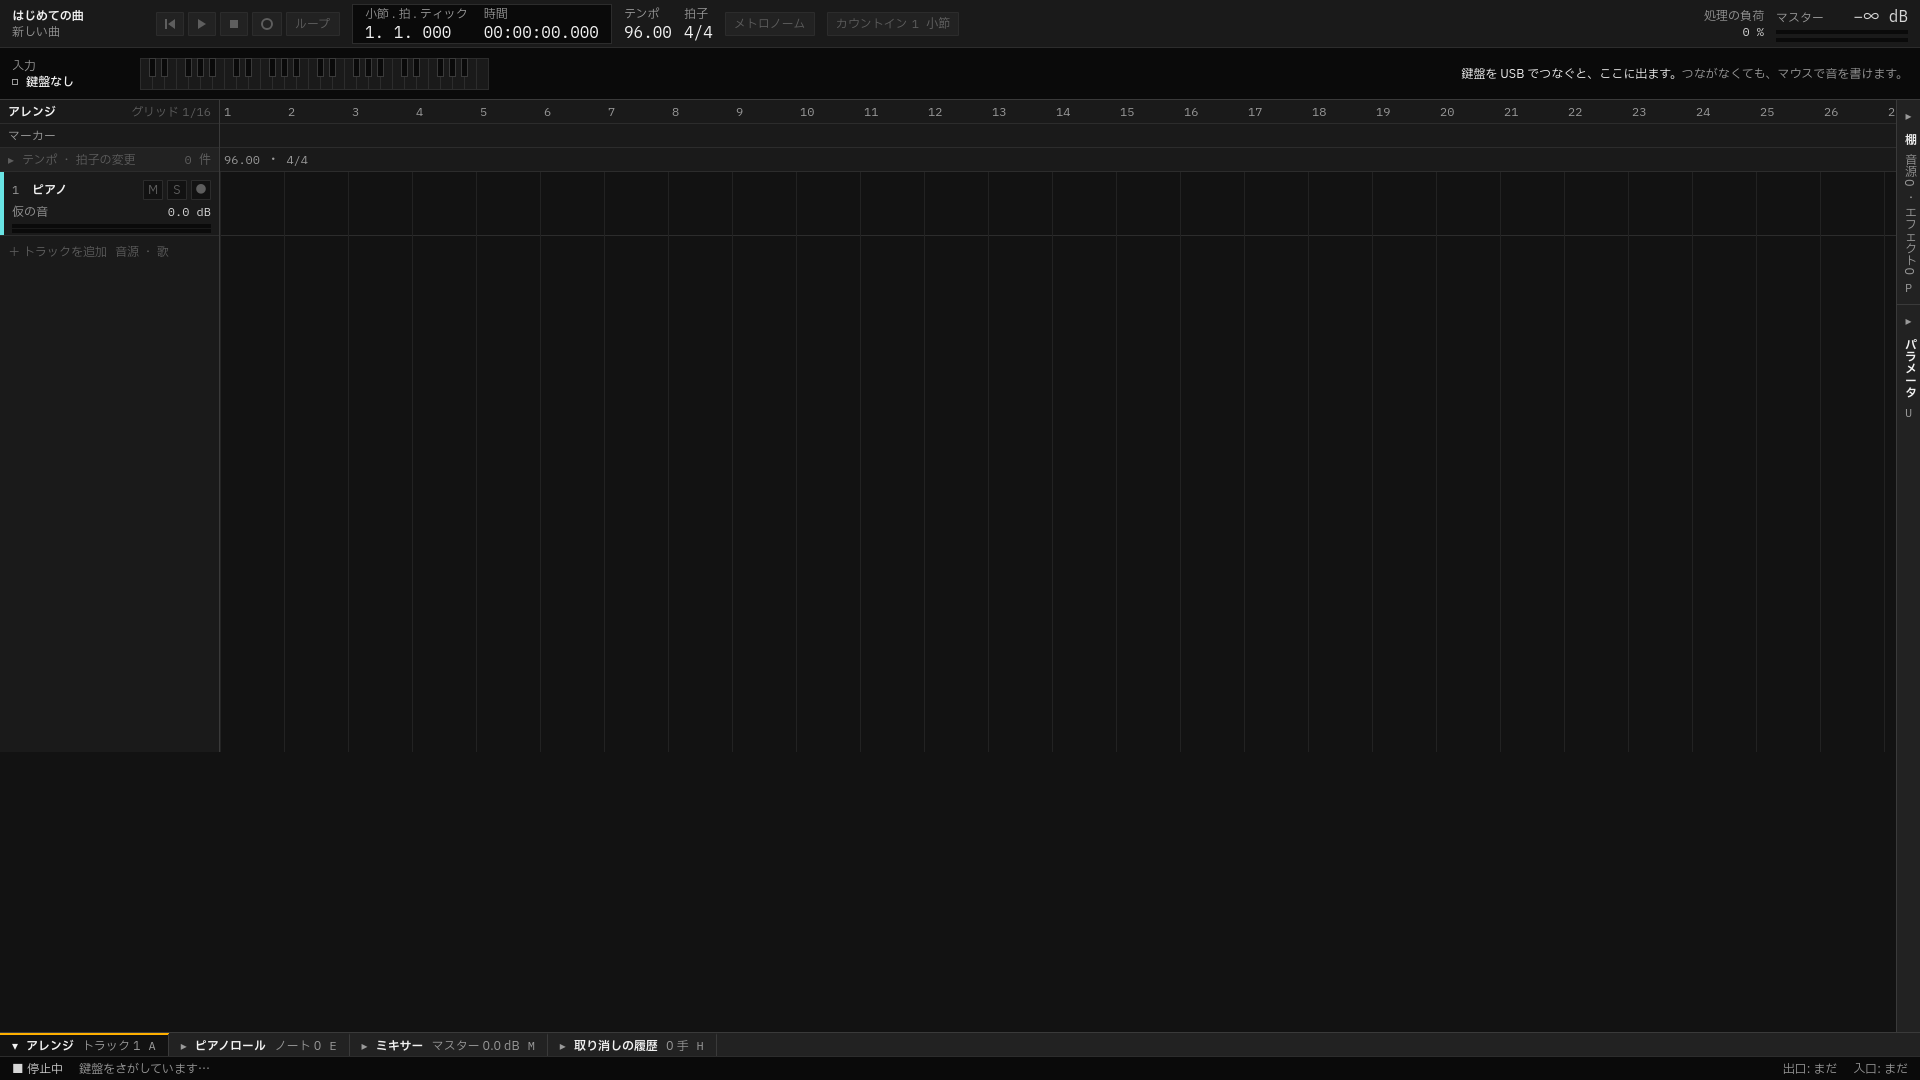 はじめての曲
新しい曲
ループ
小節 . 拍 . ティック 時間
1. 1. 000 00:00:00.000
テンポ 拍子
96.00 4/4
メトロノーム
カウントイン 1 小節
処理の負荷 マスター −∞ dB
0 %
入力
鍵盤なし
鍵盤を USB でつなぐと、ここに出ます。つながなくても、マウスで音を書けます。
アレンジ グリッド 1/16
1 2 3 4 5 6 7 8 9 10 11 12 13 14 15 16 17 18 19 20 21 22 23 24 25 26 2
マーカー
▸ テンポ · 拍子の変更 0 件
96.00 · 4/4
1 ピアノ M S ●
仮の音 0.0 dB
＋ トラックを追加 音源 · 歌
▸ 棚 音源 0 · エフェクト 0 P
▸ パラメータ U
▾ アレンジ トラック 1 A ▸ ピアノロール ノート 0 E ▸ ミキサー マスター 0.0 dB M ▸ 取り消しの履歴 0 手 H
■ 停止中 鍵盤をさがしています… 出口: まだ 入口: まだ